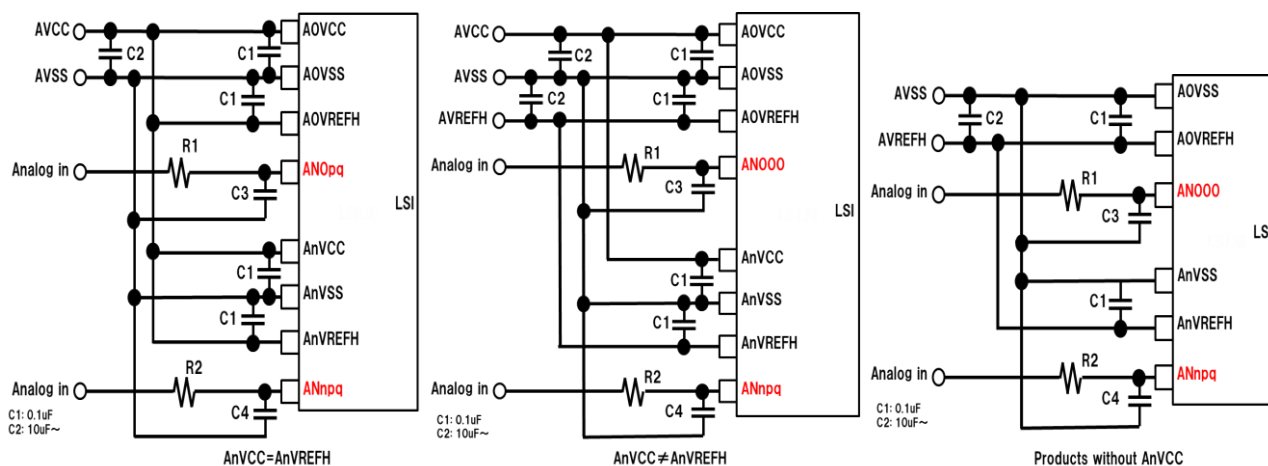 AVCC
AVSS
Analog in
Analog in
C2
C1
C1
R1
C3
C1
C1
R2
C4
AOVCC
AOVSS
AOVREFH
ANOpq
LSI
AnVCC
AnVSS
AnVREFH
ANnpq
C1: 0.1uF
C2: 10uF～
AnVCC=AnVREFH
AVCC
AVSS
AVREFH
Analog in
Analog in
C2
C2
C1
C1
R1
C3
C1
C1
R2
C4
AOVCC
AOVSS
AOVREFH
ANOOO
LSI
AnVCC
AnVSS
AnVREFH
ANnpq
C1: 0.1uF
C2: 10uF～
AnVCC≠AnVREFH
AVSS
AVREFH
Analog in
Analog in
C2
C1
R1
C3
C1
R2
C4
AOVSS
AOVREFH
ANOOO
LS
AnVSS
AnVREFH
ANnpq
C1: 0.1uF
C2: 10uF～
Products without AnVCC